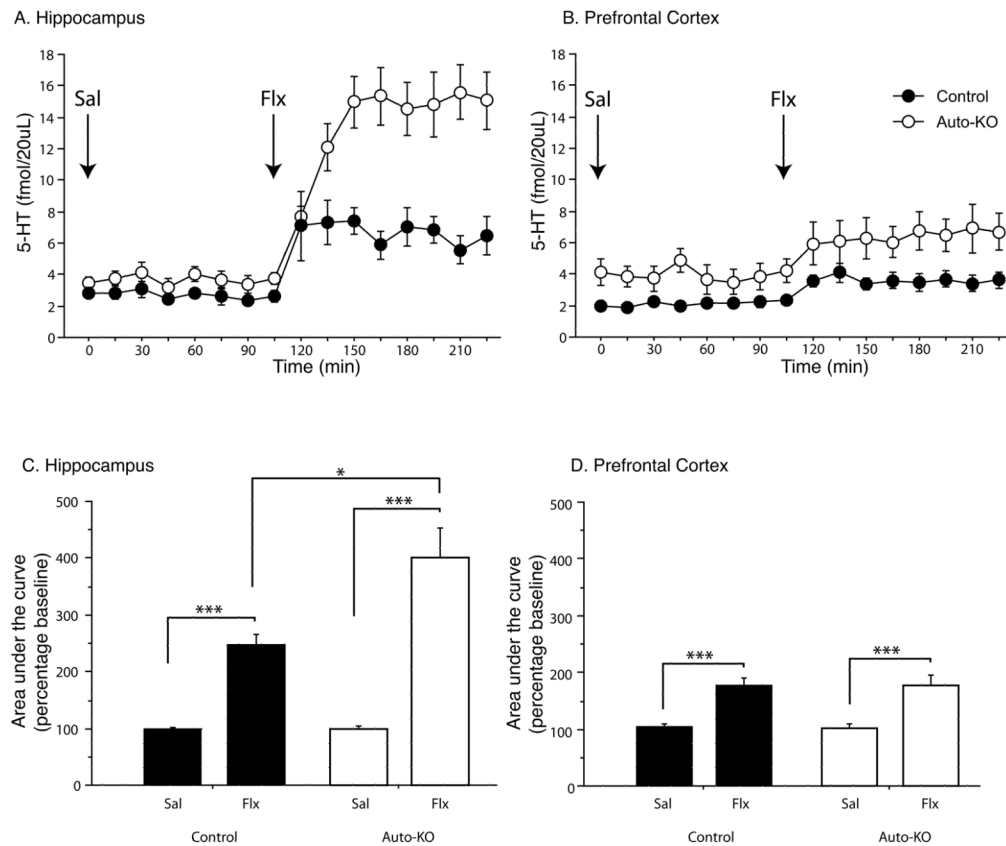 A. Hippocampus
B. Prefrontal Cortex
18
16
14
12
10
8
6
4
2
0
5-HT (fmol/20uL)
Sal
Flx
0 30 60 90 120 150 180 210
Time (min)
18
16
14
12
10
8
6
4
2
0
5-HT (fmol/20uL)
Sal
Flx
Control
Auto-KO
0 30 60 90 120 150 180 210
Time (min)
C. Hippocampus
D. Prefrontal Cortex
500
400
300
200
100
0
Area under the curve
(percentage baseline)
*
***
***
Sal Flx Sal Flx
Control Auto-KO
500
400
300
200
100
0
Area under the curve
(percentage baseline)
***
***
Sal Flx Sal Flx
Control Auto-KO